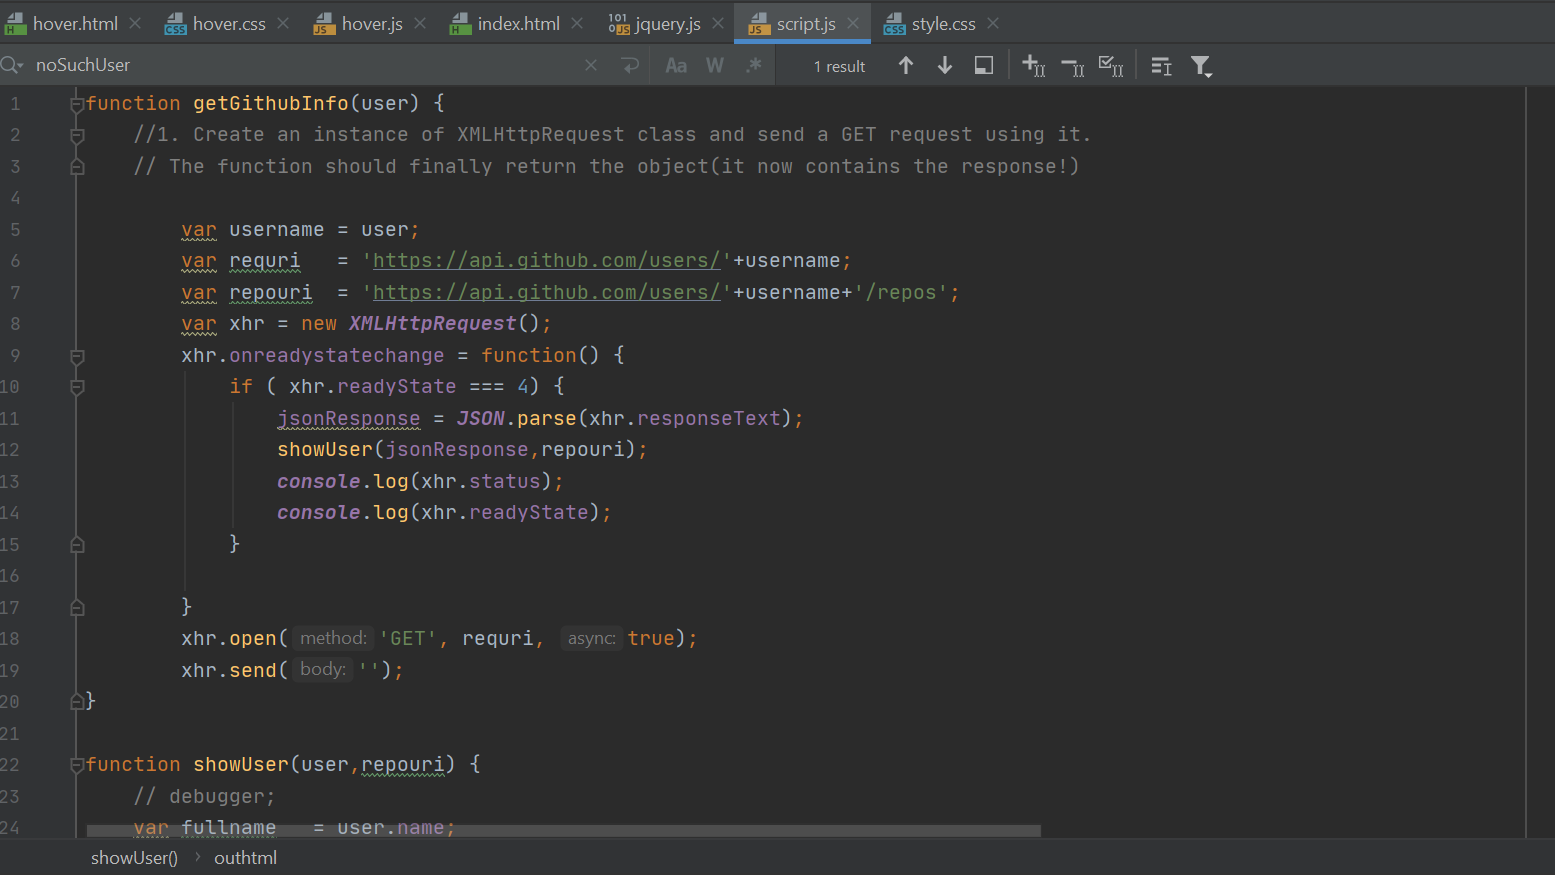 hover.html hover.css hover.js index.html jquery.js script.js style.css
noSuchUser Aa W .* 1 result
1 function getGithubInfo(user) {
2 //1. Create an instance of XMLHttpRequest class and send a GET request using it.
3 // The function should finally return the object(it now contains the response!)
4
5 var username = user;
6 var requri = 'https://api.github.com/users/'+username;
7 var repouri = 'https://api.github.com/users/'+username+'/repos';
8 var xhr = new XMLHttpRequest();
9 xhr.onreadystatechange = function() {
10 if ( xhr.readyState === 4) {
11 jsonResponse = JSON.parse(xhr.responseText);
12 showUser(jsonResponse,repouri);
13 console.log(xhr.status);
14 console.log(xhr.readyState);
15 }
16
17 }
18 xhr.open( method: 'GET', requri, async: true);
19 xhr.send( body: '');
20 }
21
22 function showUser(user,repouri) {
23 // debugger;
24 var fullname = user.name;
showUser() › outhtml